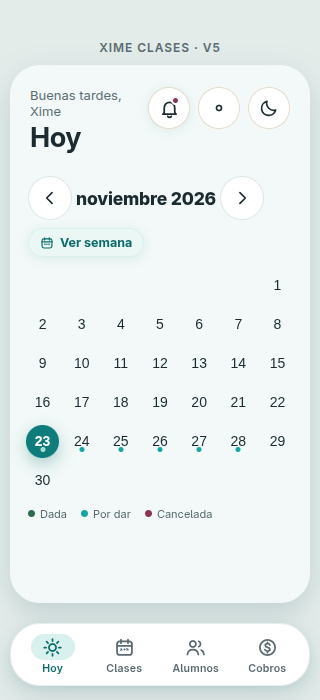 XIME CLASES · V5
Buenas tardes,
Xime
Hoy
noviembre 2026
Ver semana
1
2 3 4 5 6 7 8
9 10 11 12 13 14 15
16 17 18 19 20 21 22
23 24 25 26 27 28 29
30
Dada Por dar Cancelada
Hoy Clases Alumnos Cobros